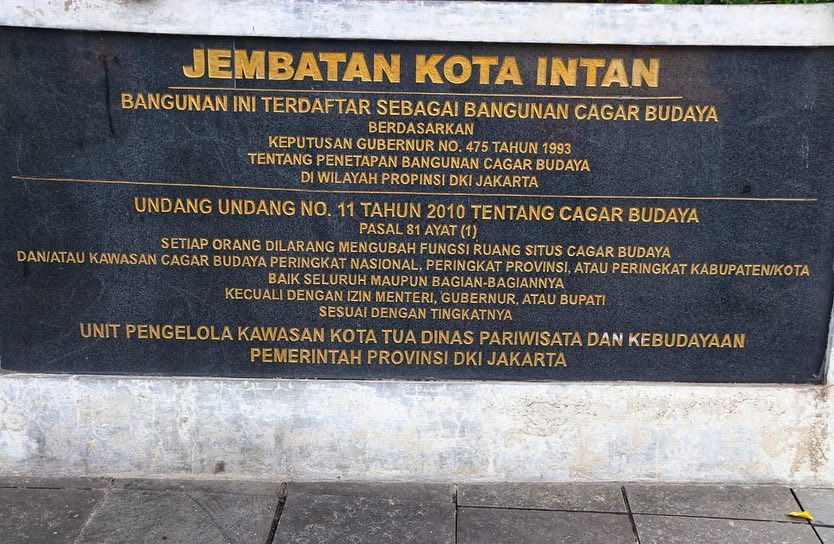 JEMBATAN KOTA INTAN
BANGUNAN INI TERDAFTAR SEBAGAI BANGUNAN CAGAR BUDAYA
BERDASARKAN
KEPUTUSAN GUBERNUR NO. 475 TAHUN 1993
TENTANG PENETAPAN BANGUNAN CAGAR BUDAYA
DI WILAYAH PROPINSI DKI JAKARTA
UNDANG UNDANG NO. 11 TAHUN 2010 TENTANG CAGAR BUDAYA
PASAL 81 AYAT (1)
SETIAP ORANG DILARANG MENGUBAH FUNGSI RUANG SITUS CAGAR BUDAYA
DAN/ATAU KAWASAN CAGAR BUDAYA PERINGKAT NASIONAL, PERINGKAT PROVINSI, ATAU PERINGKAT KABUPATEN/KOTA
BAIK SELURUH MAUPUN BAGIAN-BAGIANNYA
KECUALI DENGAN IZIN MENTERI, GUBERNUR, ATAU BUPATI
SESUAI DENGAN TINGKATNYA
UNIT PENGELOLA KAWASAN KOTA TUA DINAS PARIWISATA DAN KEBUDAYAAN
PEMERINTAH PROVINSI DKI JAKARTA